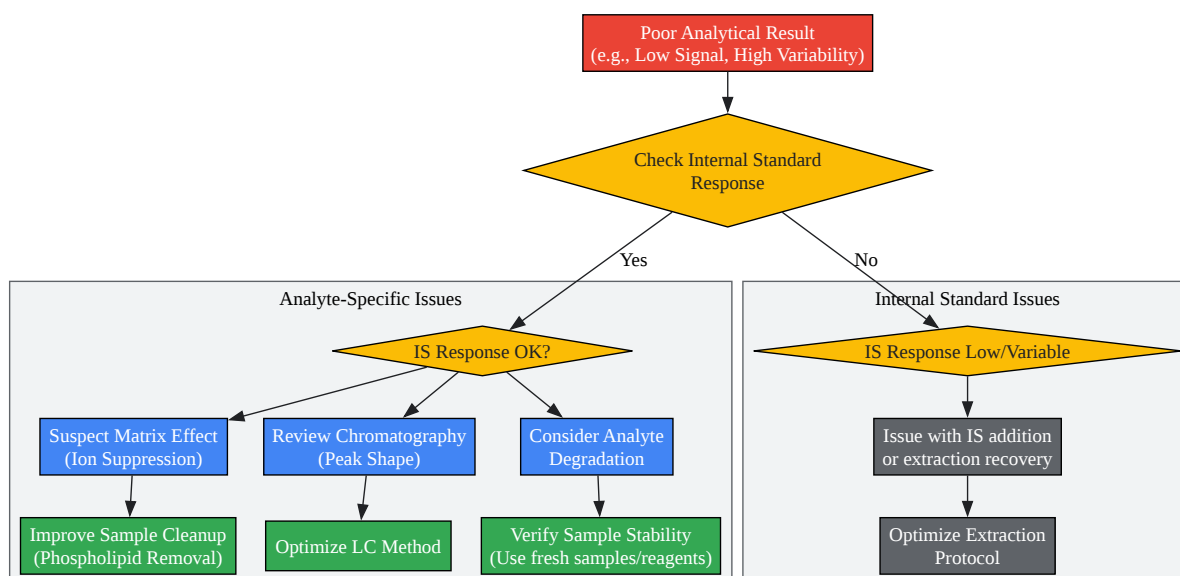 Poor Analytical Result
(e.g., Low Signal, High Variability)
Check Internal Standard
Response
Yes
No
Analyte-Specific Issues
Internal Standard Issues
IS Response OK?
IS Response Low/Variable
Suspect Matrix Effect
(Ion Suppression)
Review Chromatography
(Peak Shape)
Consider Analyte
Degradation
Issue with IS addition
or extraction recovery
Improve Sample Cleanup
(Phospholipid Removal)
Optimize LC Method
Verify Sample Stability
(Use fresh samples/reagents)
Optimize Extraction
Protocol